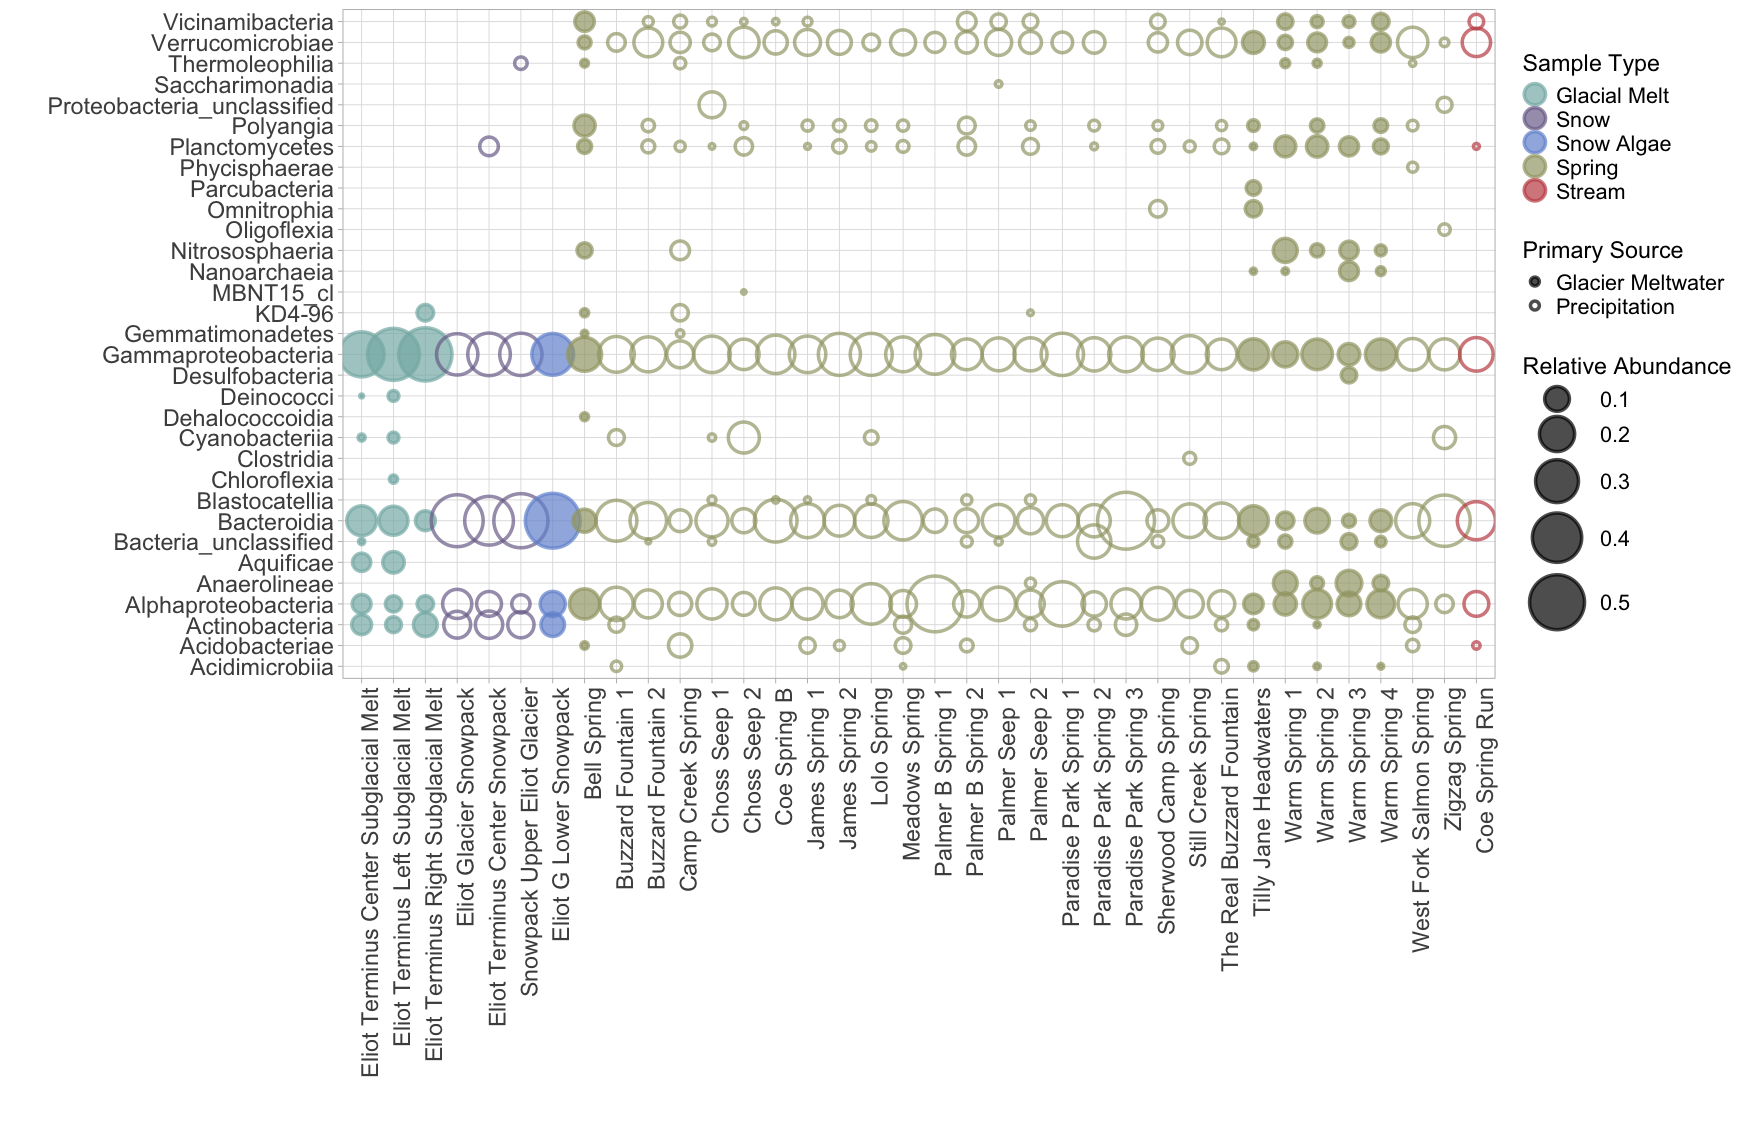 Vicinamibacteria
Verrucomicrobiae
Thermoleophilia
Saccharimonadia
Proteobacteria_unclassified
Polyangia
Planctomycetes
Phycisphaerae
Parcubacteria
Omnitrophia
Oligoflexia
Nitrososphaeria
Nanoarchaeia
MBNT15_cl
KD4-96
Gemmatimonadetes
Gammaproteobacteria
Desulfobacteria
Deinococci
Dehalococcoidia
Cyanobacteriia
Clostridia
Chloroflexia
Blastocatellia
Bacteroidia
Bacteria_unclassified
Aquificae
Anaerolineae
Alphaproteobacteria
Actinobacteria
Acidobacteriae
Acidimicrobiia
Eliot Terminus Center Subglacial Melt
Eliot Terminus Left Subglacial Melt
Eliot Terminus Right Subglacial Melt
Eliot Glacier Snowpack
Eliot Terminus Center Snowpack
Snowpack Upper Eliot Glacier
Eliot G Lower Snowpack
Bell Spring
Buzzard Fountain 1
Buzzard Fountain 2
Camp Creek Spring
Choss Seep 1
Choss Seep 2
Coe Spring B
James Spring 1
James Spring 2
Lolo Spring
Meadows Spring
Palmer B Spring 1
Palmer B Spring 2
Palmer Seep 1
Palmer Seep 2
Paradise Park Spring 1
Paradise Park Spring 2
Paradise Park Spring 3
Sherwood Camp Spring
Still Creek Spring
The Real Buzzard Fountain
Tilly Jane Headwaters
Warm Spring 1
Warm Spring 2
Warm Spring 3
Warm Spring 4
West Fork Salmon Spring
Zigzag Spring
Coe Spring Run
Sample Type
Glacial Melt
Snow
Snow Algae
Spring
Stream
Primary Source
Glacier Meltwater
Precipitation
Relative Abundance
0.1
0.2
0.3
0.4
0.5